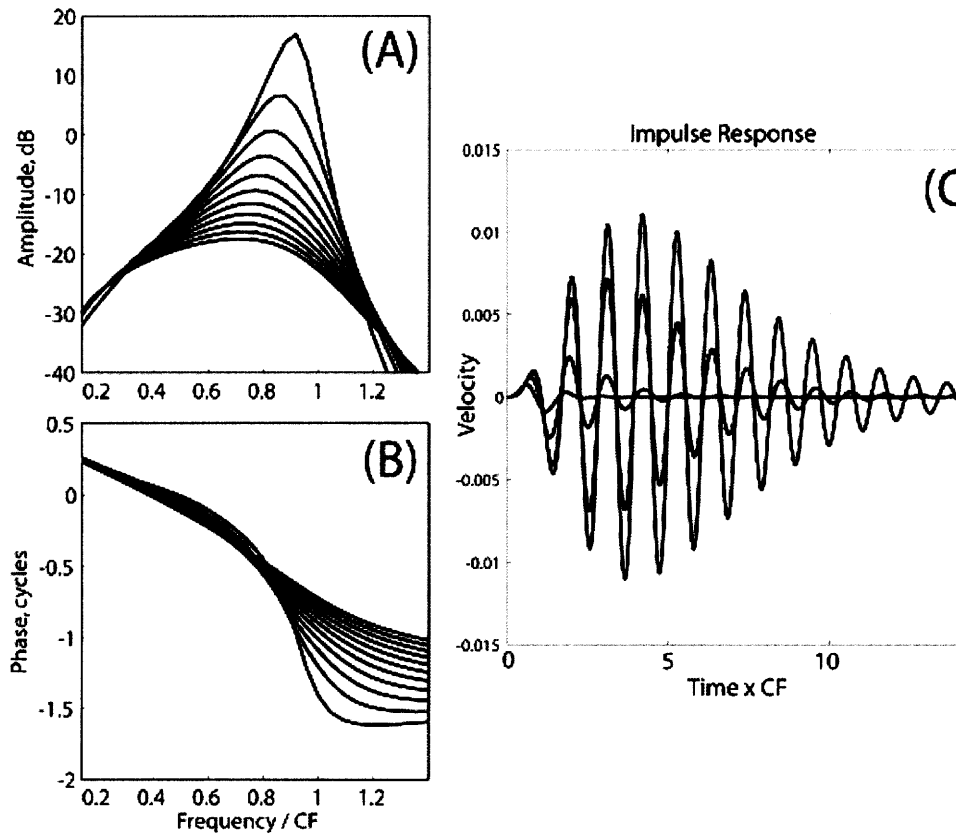 20
10
0
-10
-20
-30
-40
Amplitude, dB
(A)
0.2 0.4 0.6 0.8 1 1.2
0.5
0
-0.5
-1
-1.5
-2
Phase, cycles
(B)
0.2 0.4 0.6 0.8 1 1.2
Frequency / CF
Impulse Response
(C
0.015
0.01
0.005
0
-0.005
-0.01
-0.015
Velocity
0 5 10
Time x CF